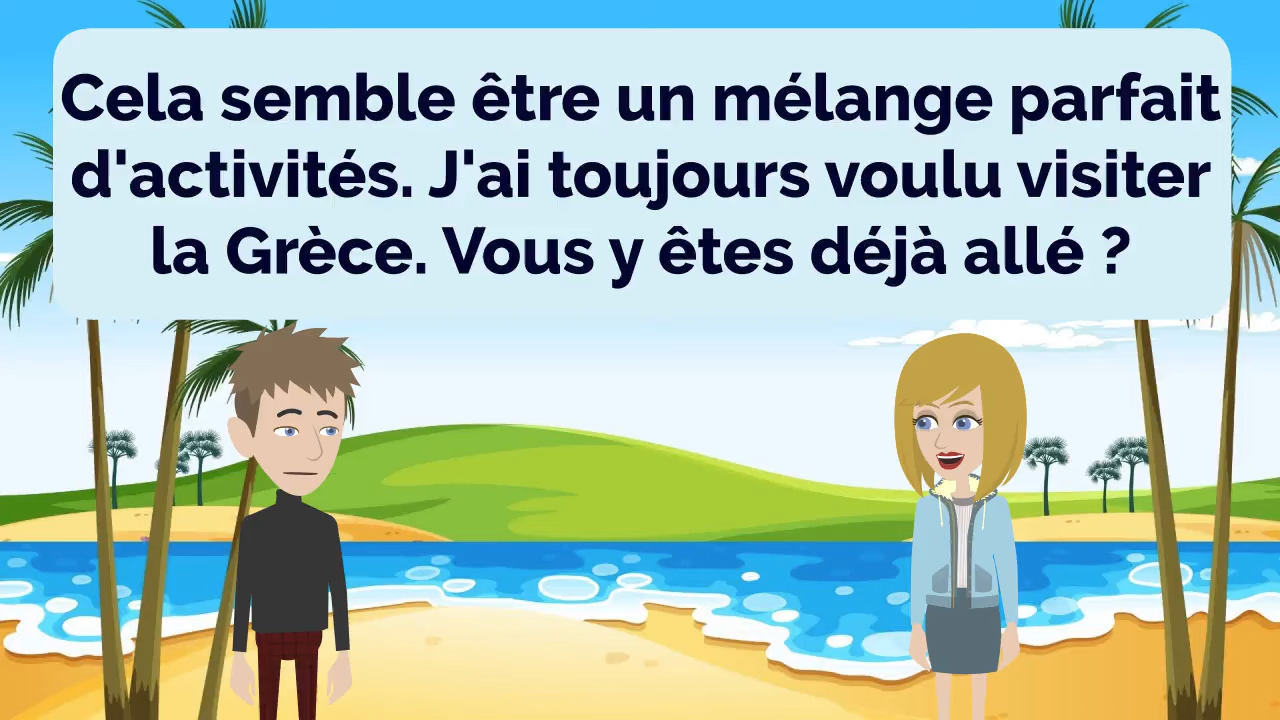 Cela semble être un mélange parfait
d'activités. J'ai toujours voulu visiter
la Grèce. Vous y êtes déjà allé ?